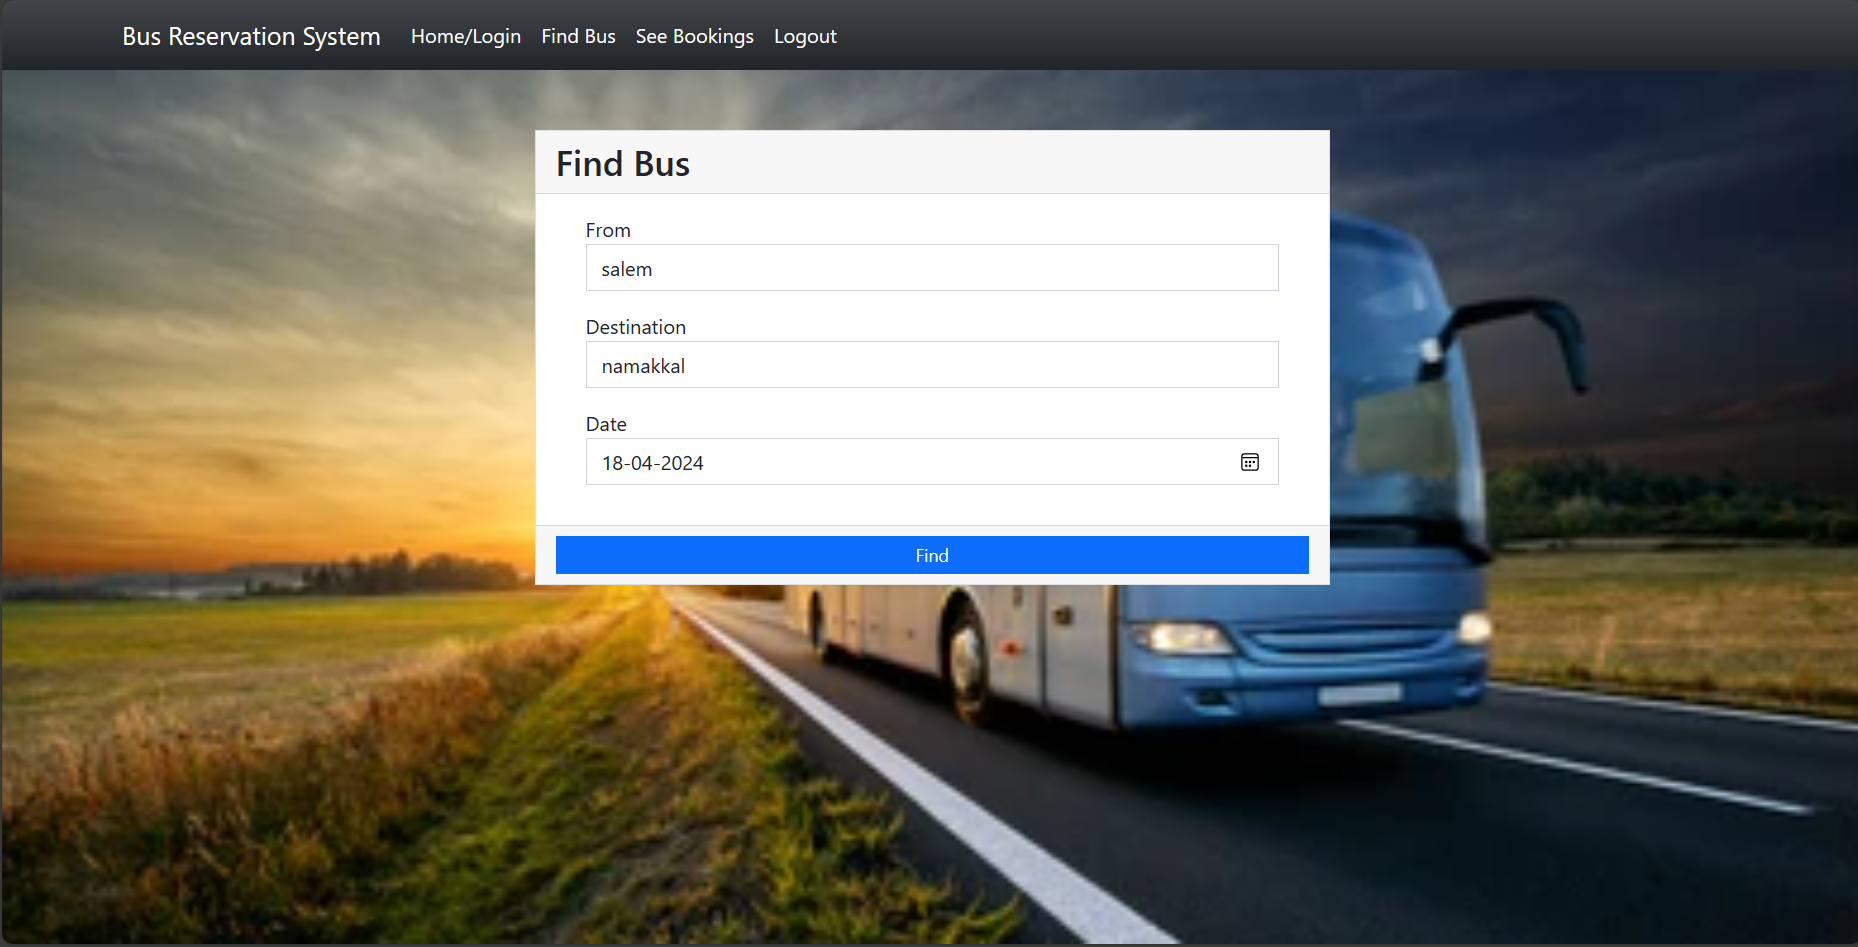 Bus Reservation System Home/Login Find Bus See Bookings Logout
Find Bus
From
salem
Destination
namakkal
Date
18-04-2024
Find